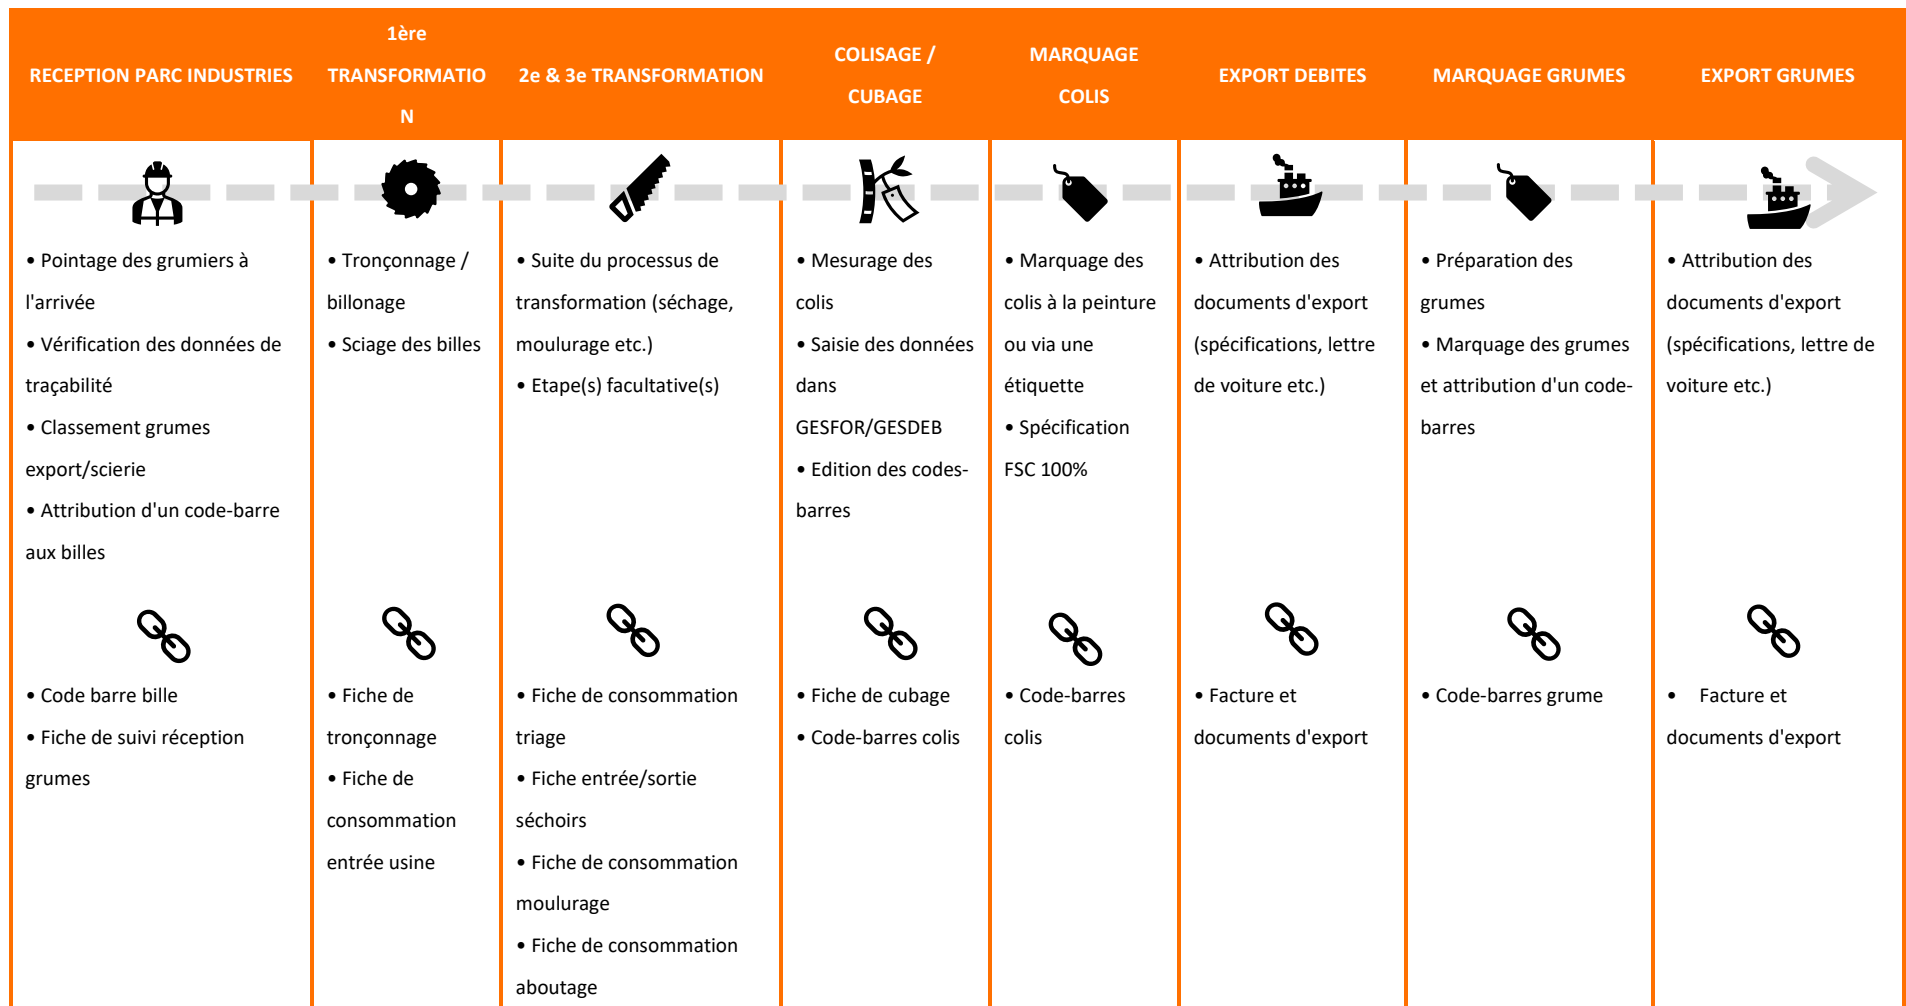 RECEPTION PARC INDUSTRIES
1ère
TRANSFORMATIO
N
2e & 3e TRANSFORMATION
COLISAGE /
CUBAGE
MARQUAGE
COLIS
EXPORT DEBITES
MARQUAGE GRUMES
EXPORT GRUMES
• Pointage des grumiers à
l'arrivée
• Vérification des données de
traçabilité
• Classement grumes
export/scierie
• Attribution d'un code-barre
aux billes
• Tronçonnage /
billonage
• Sciage des billes
• Suite du processus de
transformation (séchage,
moulurage etc.)
• Etape(s) facultative(s)
• Mesurage des
colis
• Saisie des données
dans
GESFOR/GESDEB
• Edition des codes-
barres
• Marquage des
colis à la peinture
ou via une
étiquette
• Spécification
FSC 100%
• Attribution des
documents d'export
(spécifications, lettre
de voiture etc.)
• Préparation des
grumes
• Marquage des grumes
et attribution d'un code-
barres
• Attribution des
documents d'export
(spécifications, lettre de
voiture etc.)
• Code barre bille
• Fiche de suivi réception
grumes
• Fiche de
tronçonnage
• Fiche de
consommation
entrée usine
• Fiche de consommation
triage
• Fiche entrée/sortie
séchoirs
• Fiche de consommation
moulurage
• Fiche de consommation
aboutage
• Fiche de cubage
• Code-barres colis
• Code-barres
colis
• Facture et
documents d'export
• Code-barres grume
• Facture et
documents d'export